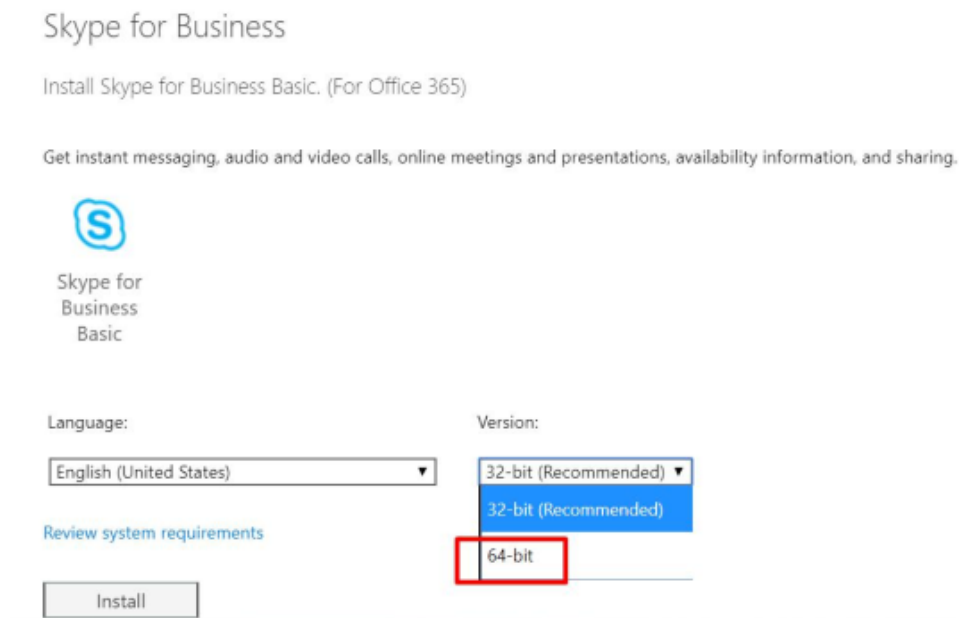 Skype for Business
Install Skype for Business Basic. (For Office 365)
Get instant messaging, audio and video calls, online meetings and presentations, availability information, and sharing.
S
Skype for
Business
Basic
Language:
Version:
English (United States)
32-bit (Recommended)
32-bit (Recommended)
Review system requirements
64-bit
Install